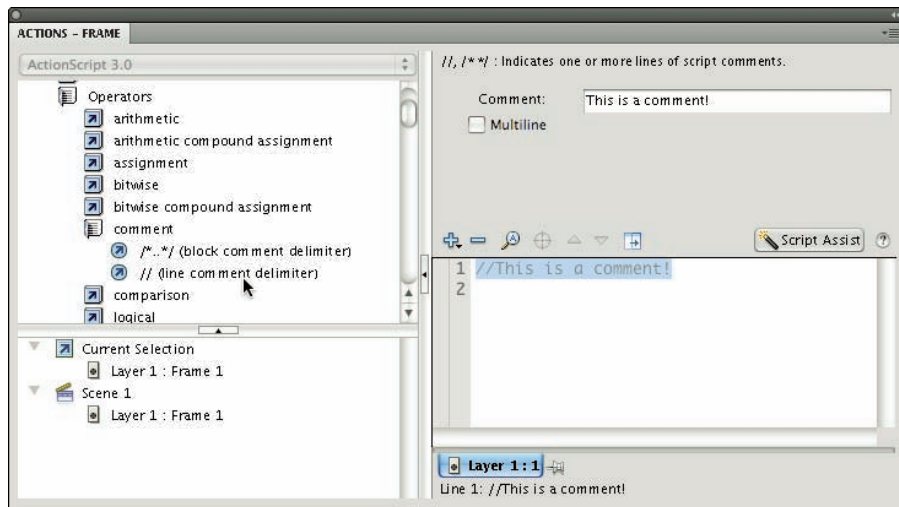 ACTIONS – FRAME
ActionScript 3.0
Operators
arithmetic
arithmetic compound assignment
assignment
bitwise
bitwise compound assignment
comment
/*..*/ (block comment delimiter)
// (line comment delimiter)
comparison
logical
Current Selection
Layer 1 : Frame 1
Scene 1
Layer 1 : Frame 1
//, /* */ : Indicates one or more lines of script comments.
Comment: This is a comment!
Multiline
Script Assist ?
1 //This is a comment!
2
Layer 1 : 1
Line 1: //This is a comment!